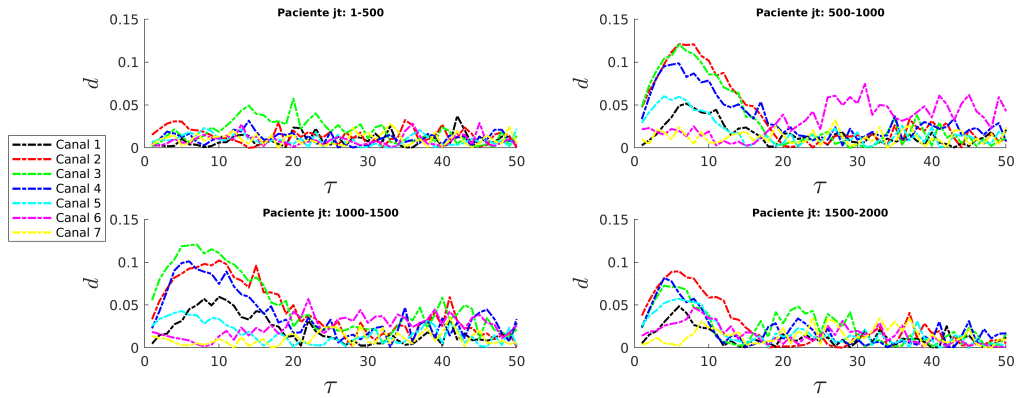 Paciente jt: 1-500
0.15
0.1
0.05
0
d
0 10 20 30 40 50
τ
Paciente jt: 500-1000
0.15
0.1
0.05
0
d
0 10 20 30 40 50
τ
Canal 1
Canal 2
Canal 3
Canal 4
Canal 5
Canal 6
Canal 7
Paciente jt: 1000-1500
0.15
0.1
0.05
0
d
0 10 20 30 40 50
τ
Paciente jt: 1500-2000
0.15
0.1
0.05
0
d
0 10 20 30 40 50
τ